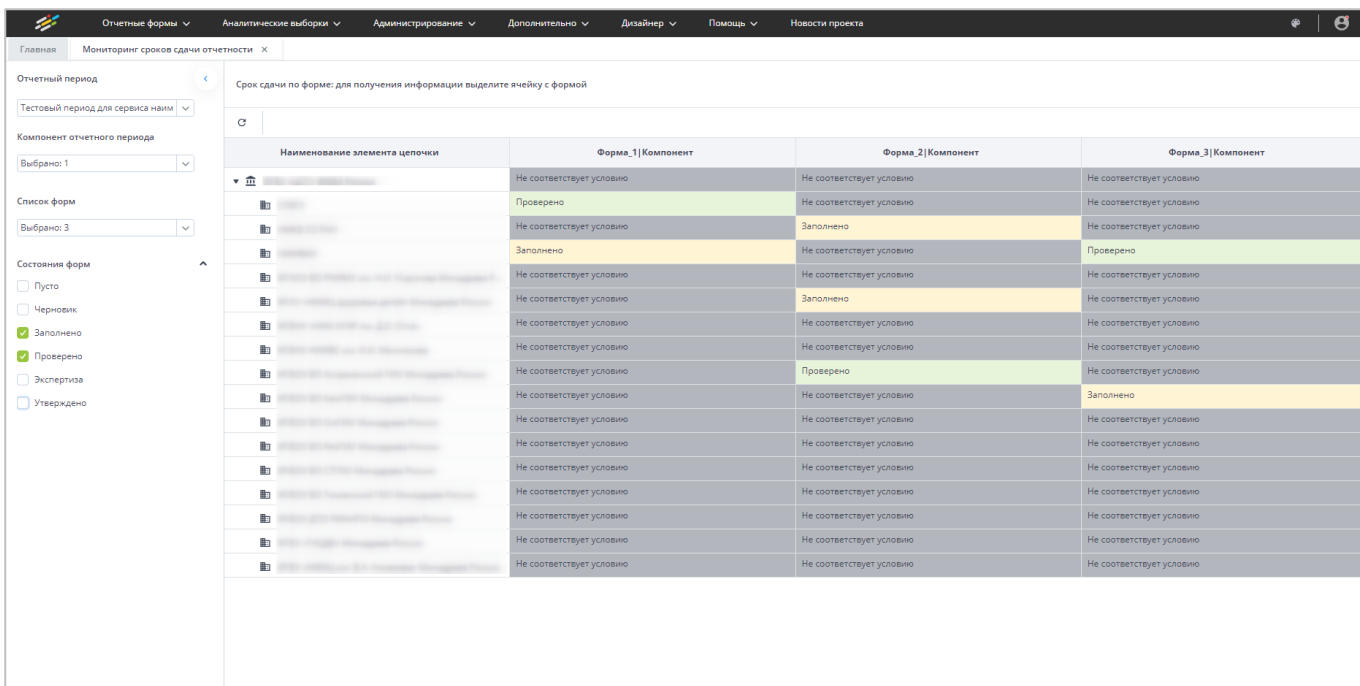 Отчетные формы Аналитические выборки Администрирование Дополнительно Дизайнер Помощь Новости проекта
Главная Мониторинг сроков сдачи отчетности ×
Отчетный период
Тестовый период для сервиса наим
Компонент отчетного периода
Выбрано: 1
Список форм
Выбрано: 3
Состояния форм
Пусто
Черновик
Заполнено
Проверено
Экспертиза
Утверждено
Срок сдачи по форме: для получения информации выделите ячейку с формой
Наименование элемента цепочки Форма_1|Компонент Форма_2|Компонент Форма_3|Компонент
Не соответствует условию Не соответствует условию Не соответствует условию
Проверено Не соответствует условию Не соответствует условию
Не соответствует условию Заполнено Не соответствует условию
Заполнено Не соответствует условию Проверено
Не соответствует условию Не соответствует условию Не соответствует условию
Не соответствует условию Заполнено Не соответствует условию
Не соответствует условию Не соответствует условию Не соответствует условию
Не соответствует условию Не соответствует условию Не соответствует условию
Не соответствует условию Проверено Не соответствует условию
Не соответствует условию Не соответствует условию Заполнено
Не соответствует условию Не соответствует условию Не соответствует условию
Не соответствует условию Не соответствует условию Не соответствует условию
Не соответствует условию Не соответствует условию Не соответствует условию
Не соответствует условию Не соответствует условию Не соответствует условию
Не соответствует условию Не соответствует условию Не соответствует условию
Не соответствует условию Не соответствует условию Не соответствует условию
Не соответствует условию Не соответствует условию Не соответствует условию